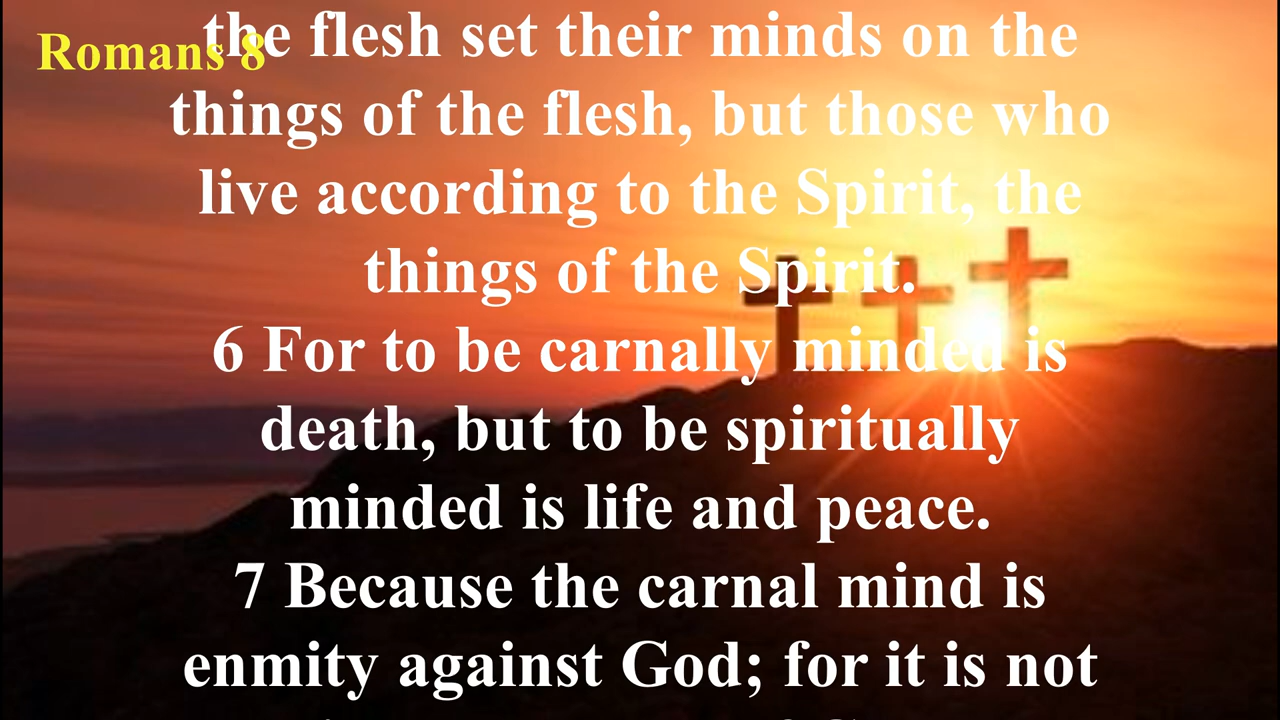 Romans 8
the flesh set their minds on the
things of the flesh, but those who
live according to the Spirit, the
things of the Spirit.
6 For to be carnally minded is
death, but to be spiritually
minded is life and peace.
7 Because the carnal mind is
enmity against God; for it is not